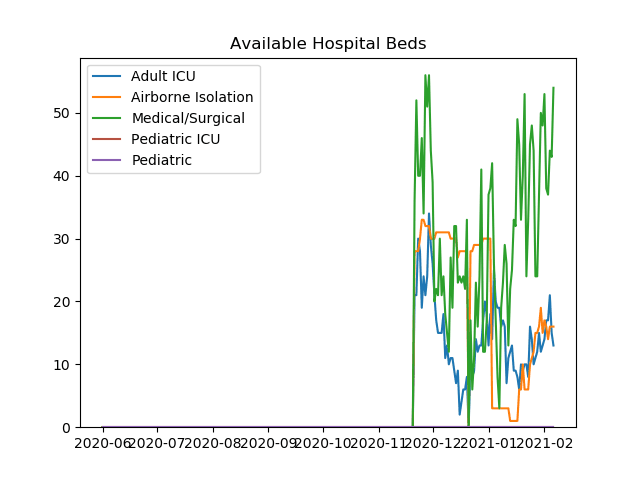 Available Hospital Beds
Adult ICU
Airborne Isolation
Medical/Surgical
Pediatric ICU
Pediatric
50
40
30
20
10
0
2020-06 2020-07 2020-08 2020-09 2020-10 2020-11 2020-12 2021-01 2021-02